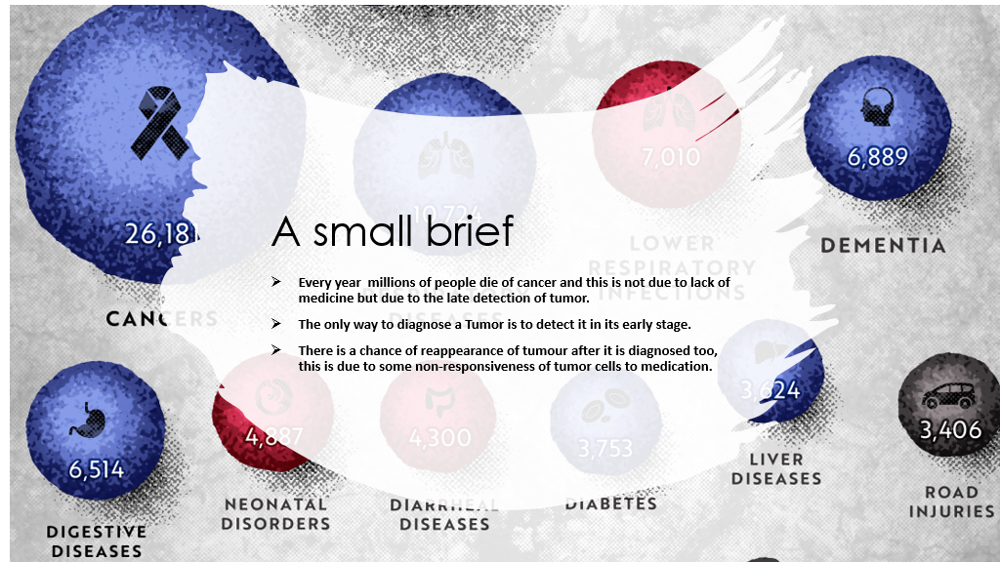 26,18
10,724
7,010
6,889
A small brief
LOWER
RESPIRATORY
INFECTIONS
DEMENTIA
➢ Every year millions of people die of cancer and this is not due to lack of
medicine but due to the late detection of tumor.
DISEASES
CANCERS
➢ The only way to diagnose a Tumor is to detect it in its early stage.
➢ There is a chance of reappearance of tumour after it is diagnosed too,
this is due to some non-responsiveness of tumor cells to medication.
3,624
4,887
4,300
3,753
3,406
6,514
LIVER
DISEASES
NEONATAL
DISORDERS
DIARRHEAL
DISEASES
DIABETES
ROAD
INJURIES
DIGESTIVE
DISEASES